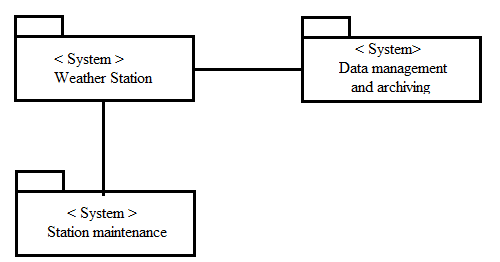 < System >
Weather Station
< System>
Data management
and archiving
< System >
Station maintenance